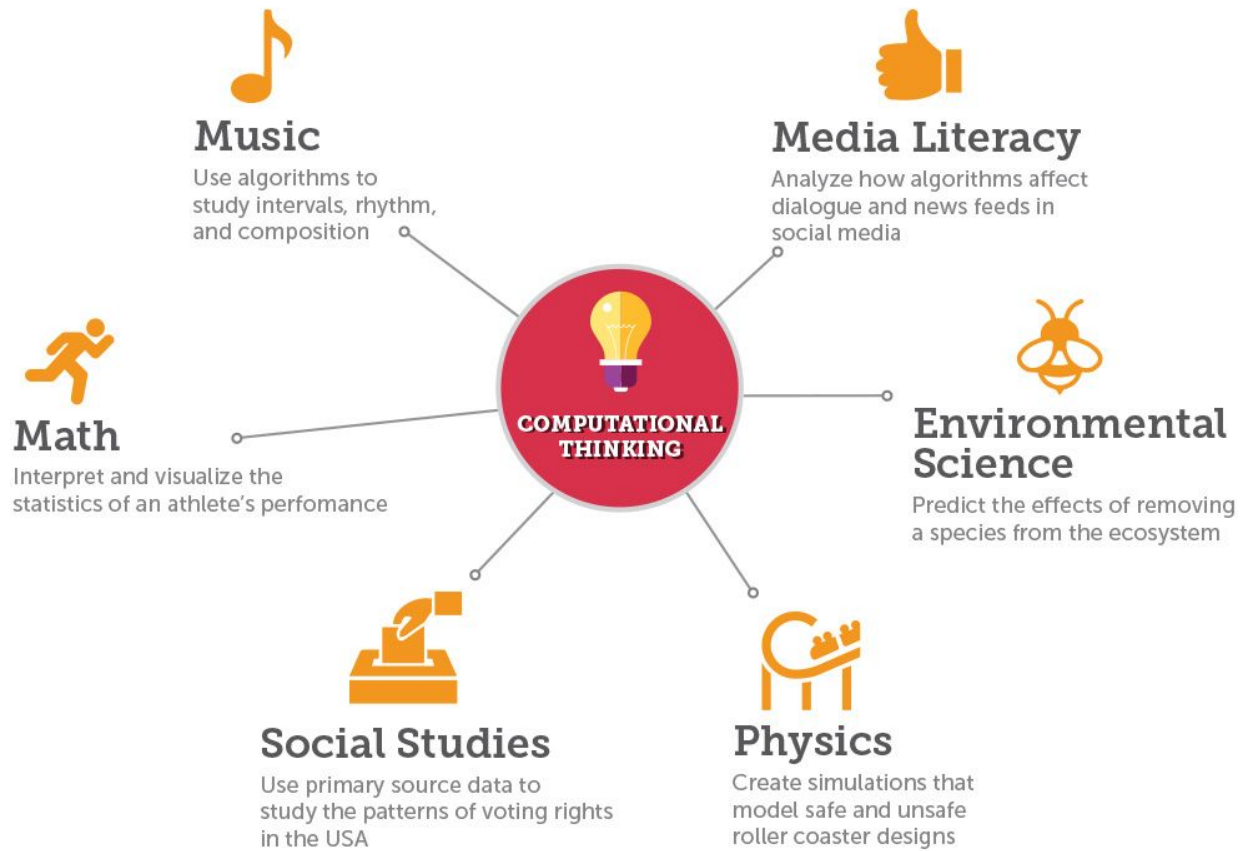 Music
Use algorithms to
study intervals, rhythm,
and composition
Media Literacy
Analyze how algorithms affect
dialogue and news feeds in
social media
COMPUTATIONAL
THINKING
Math
Interpret and visualize the
statistics of an athlete's perfomance
Environmental
Science
Predict the effects of removing
a species from the ecosystem
Social Studies
Use primary source data to
study the patterns of voting rights
in the USA
Physics
Create simulations that
model safe and unsafe
roller coaster designs